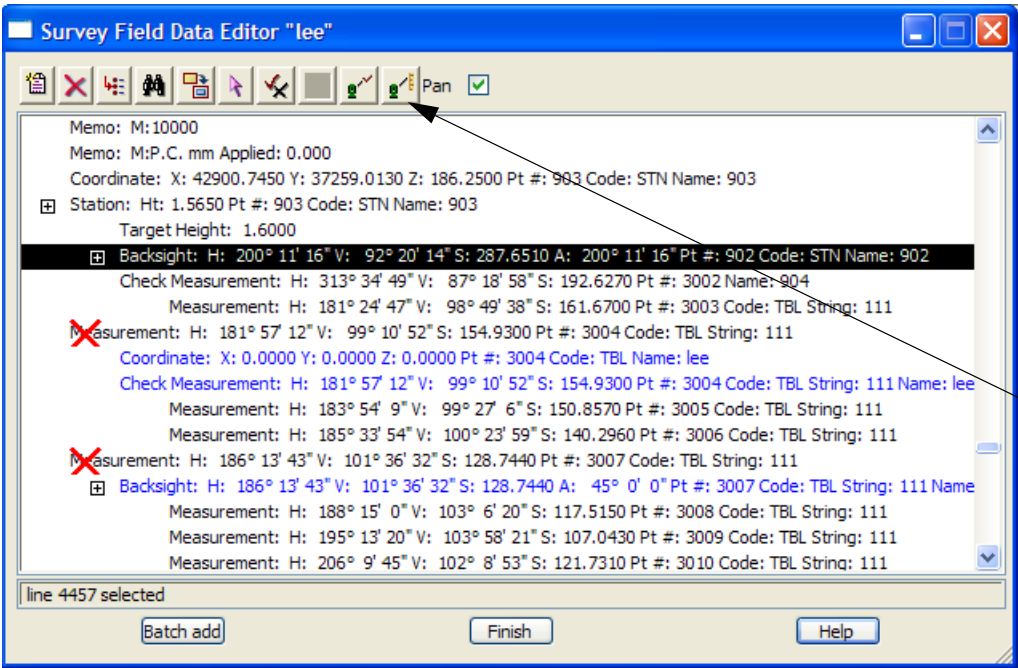 Survey Field Data Editor "lee"
Pan
Memo: M:10000
Memo: M:P.C. mm Applied: 0.000
Coordinate: X: 42900.7450 Y: 37259.0130 Z: 186.2500 Pt #: 903 Code: STN Name: 903
Station: Ht: 1.5650 Pt #: 903 Code: STN Name: 903
Target Height: 1.6000
Backsight: H: 200° 11' 16" V: 92° 20' 14" S: 287.6510 A: 200° 11' 16" Pt #: 902 Code: STN Name: 902
Check Measurement: H: 313° 34' 49" V: 87° 18' 58" S: 192.6270 Pt #: 3002 Name: 904
Measurement: H: 181° 24' 47" V: 98° 49' 38" S: 161.6700 Pt #: 3003 Code: TBL String: 111
Measurement: H: 181° 57' 12" V: 99° 10' 52" S: 154.9300 Pt #: 3004 Code: TBL String: 111
Coordinate: X: 0.0000 Y: 0.0000 Z: 0.0000 Pt #: 3004 Code: TBL Name: lee
Check Measurement: H: 181° 57' 12" V: 99° 10' 52" S: 154.9300 Pt #: 3004 Code: TBL String: 111 Name: lee
Measurement: H: 183° 54' 9" V: 99° 27' 6" S: 150.8570 Pt #: 3005 Code: TBL String: 111
Measurement: H: 185° 33' 54" V: 100° 23' 59" S: 140.2960 Pt #: 3006 Code: TBL String: 111
Measurement: H: 186° 13' 43" V: 101° 36' 32" S: 128.7440 Pt #: 3007 Code: TBL String: 111
Backsight: H: 186° 13' 43" V: 101° 36' 32" S: 128.7440 A: 45° 0' 0" Pt #: 3007 Code: TBL String: 111 Name
Measurement: H: 188° 15' 0" V: 103° 6' 20" S: 117.5150 Pt #: 3008 Code: TBL String: 111
Measurement: H: 195° 13' 20" V: 103° 58' 21" S: 107.0430 Pt #: 3009 Code: TBL String: 111
Measurement: H: 206° 9' 45" V: 102° 8' 53" S: 121.7310 Pt #: 3010 Code: TBL String: 111
line 4457 selected
Batch add
Finish
Help